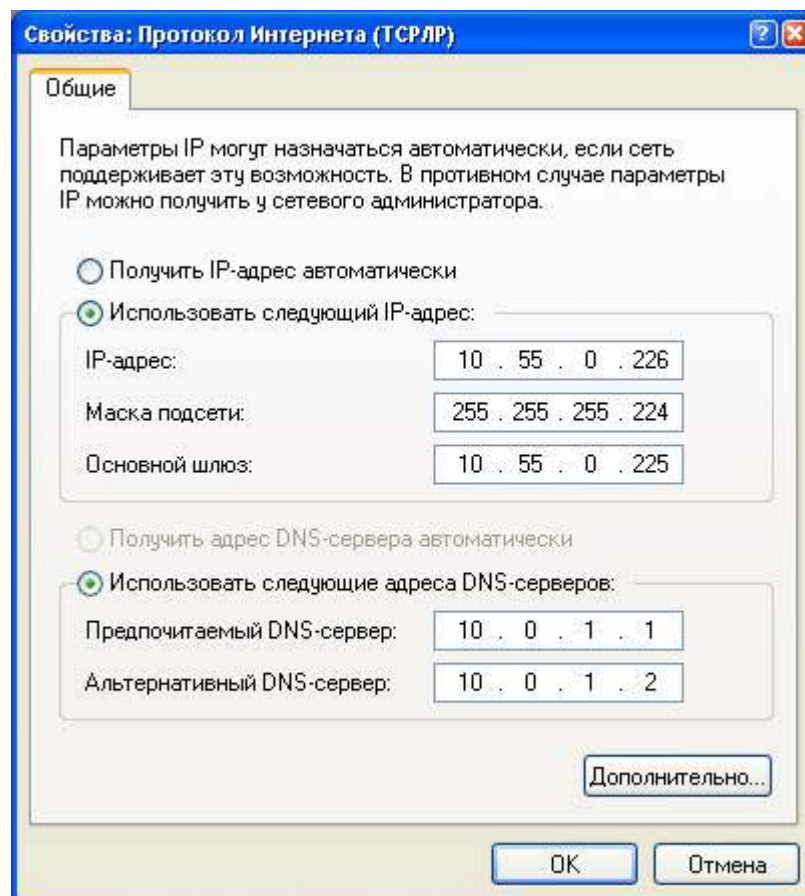 Свойства: Протокол Интернета (TCP/IP)
Общие
Параметры IP могут назначаться автоматически, если сеть
поддерживает эту возможность. В противном случае параметры
IP можно получить у сетевого администратора.
Получить IP-адрес автоматически
Использовать следующий IP-адрес:
IP-адрес: 10 . 55 . 0 . 226
Маска подсети: 255 . 255 . 255 . 224
Основной шлюз: 10 . 55 . 0 . 225
Получить адрес DNS-сервера автоматически
Использовать следующие адреса DNS-серверов:
Предпочитаемый DNS-сервер: 10 . 0 . 1 . 1
Альтернативный DNS-сервер: 10 . 0 . 1 . 2
Дополнительно...
OK Отмена